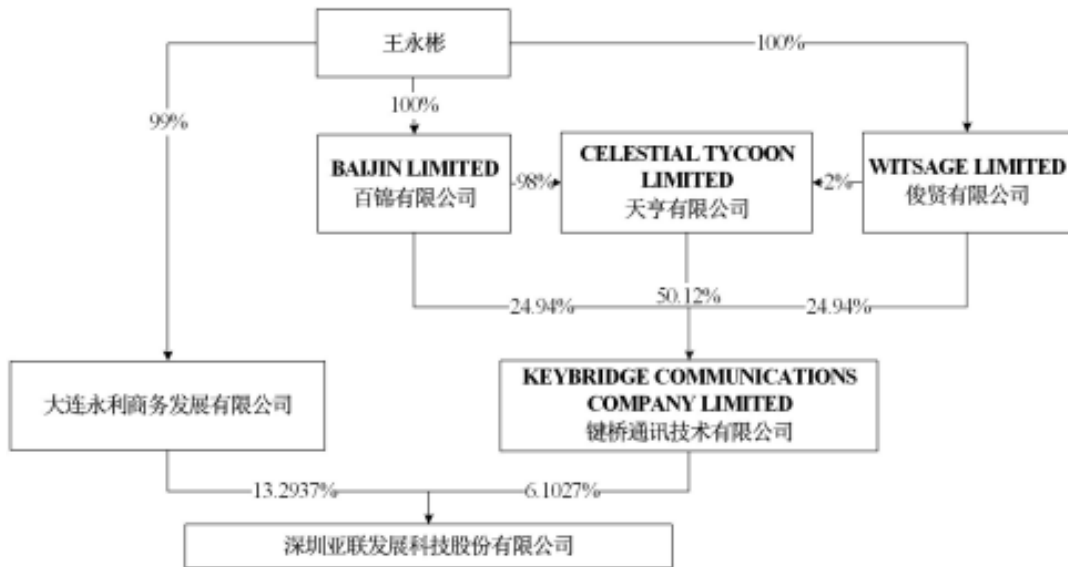 王永彬
100%
100%
99%
BAIJIN LIMITED
百锦有限公司
98%
CELESTIAL TYCOON
LIMITED
天亨有限公司
2%
WITSAGE LIMITED
俊贤有限公司
24.94%
50.12%
24.94%
大连永利商务发展有限公司
KEYBRIDGE COMMUNICATIONS
COMPANY LIMITED
键桥通讯技术有限公司
13.2937%
6.1027%
深圳亚联发展科技股份有限公司